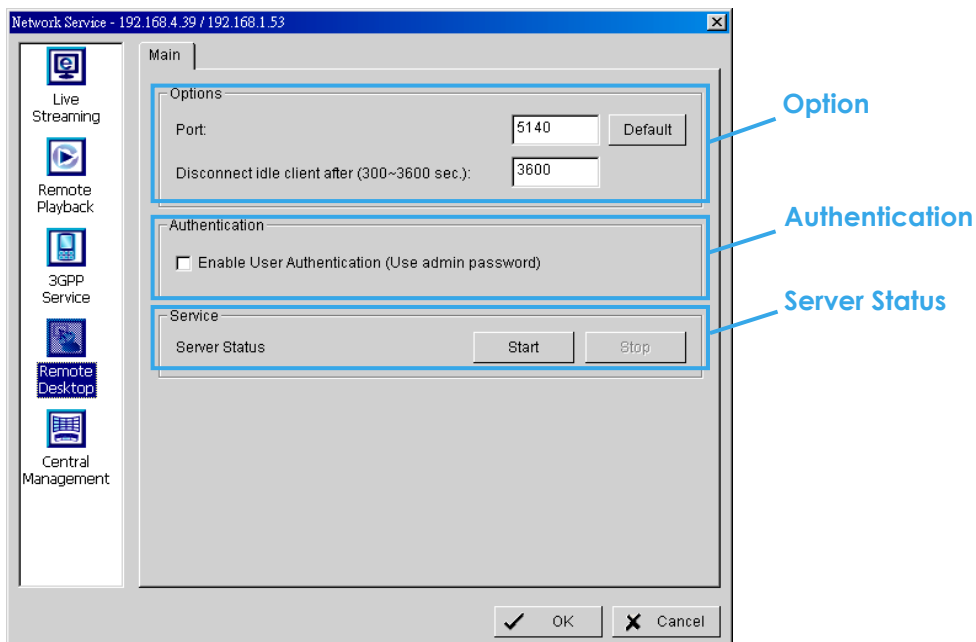 Network Service - 192.168.4.39 / 192.168.1.53
Live
Streaming
Remote
Playback
3GPP
Service
Remote
Desktop
Central
Management
Main
Options
Port:
5140
Default
Disconnect idle client after (300~3600 sec.):
3600
Authentication
Enable User Authentication (Use admin password)
Service
Server Status
Start
Stop
OK
Cancel
Option
Authentication
Server Status